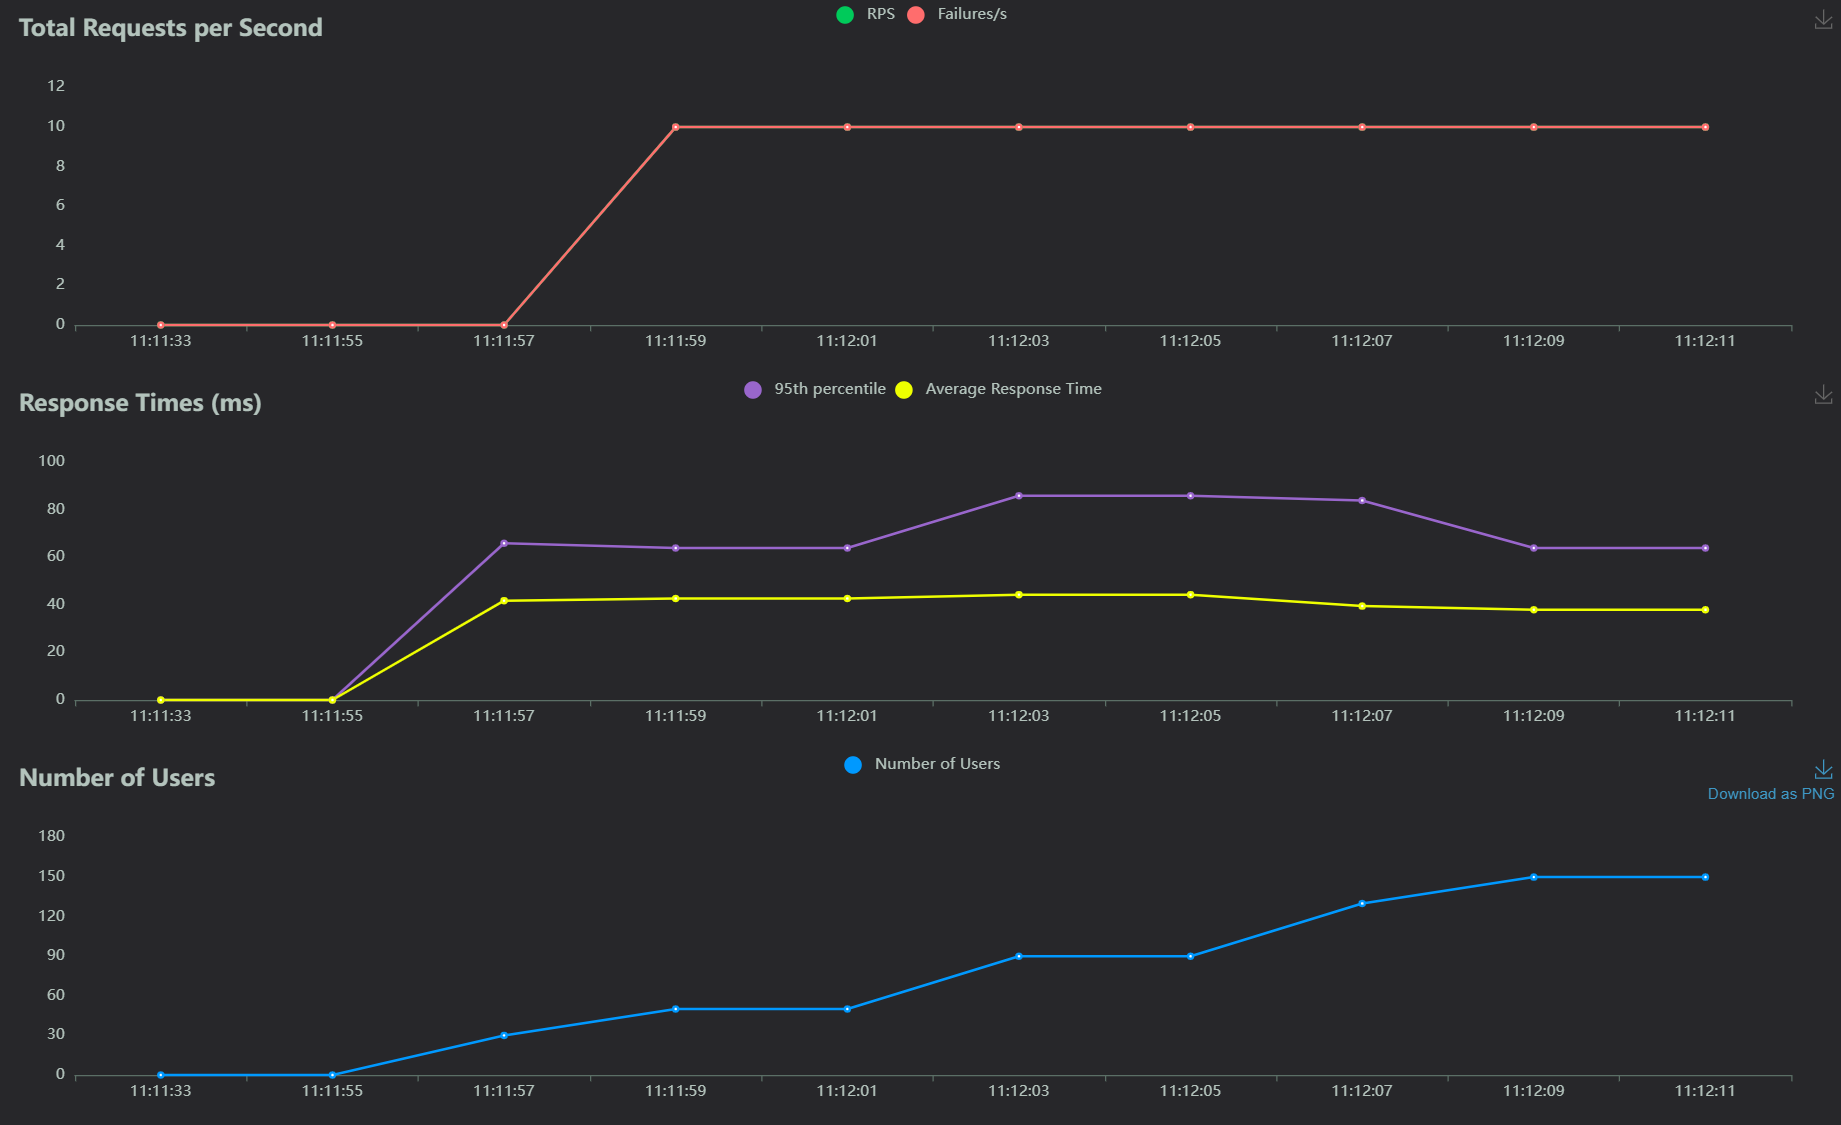 Total Requests per Second
RPS Failures/s
12
10
8
6
4
2
0
11:11:33 11:11:55 11:11:57 11:11:59 11:12:01 11:12:03 11:12:05 11:12:07 11:12:09 11:12:11
Response Times (ms)
95th percentile Average Response Time
100
80
60
40
20
0
11:11:33 11:11:55 11:11:57 11:11:59 11:12:01 11:12:03 11:12:05 11:12:07 11:12:09 11:12:11
Number of Users
Number of Users
Download as PNG
180
150
120
90
60
30
0
11:11:33 11:11:55 11:11:57 11:11:59 11:12:01 11:12:03 11:12:05 11:12:07 11:12:09 11:12:11